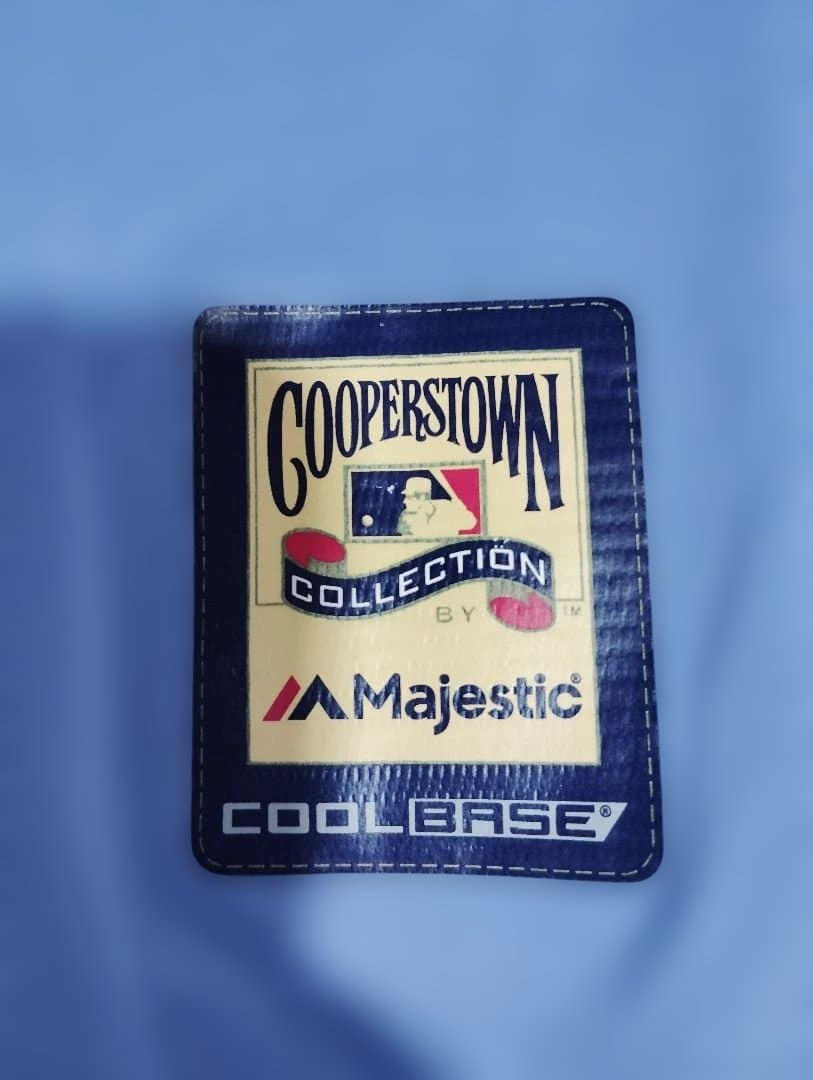 COOPERSTOWN
COLLECTION
BY ™
Majestic®
COOLBASE®